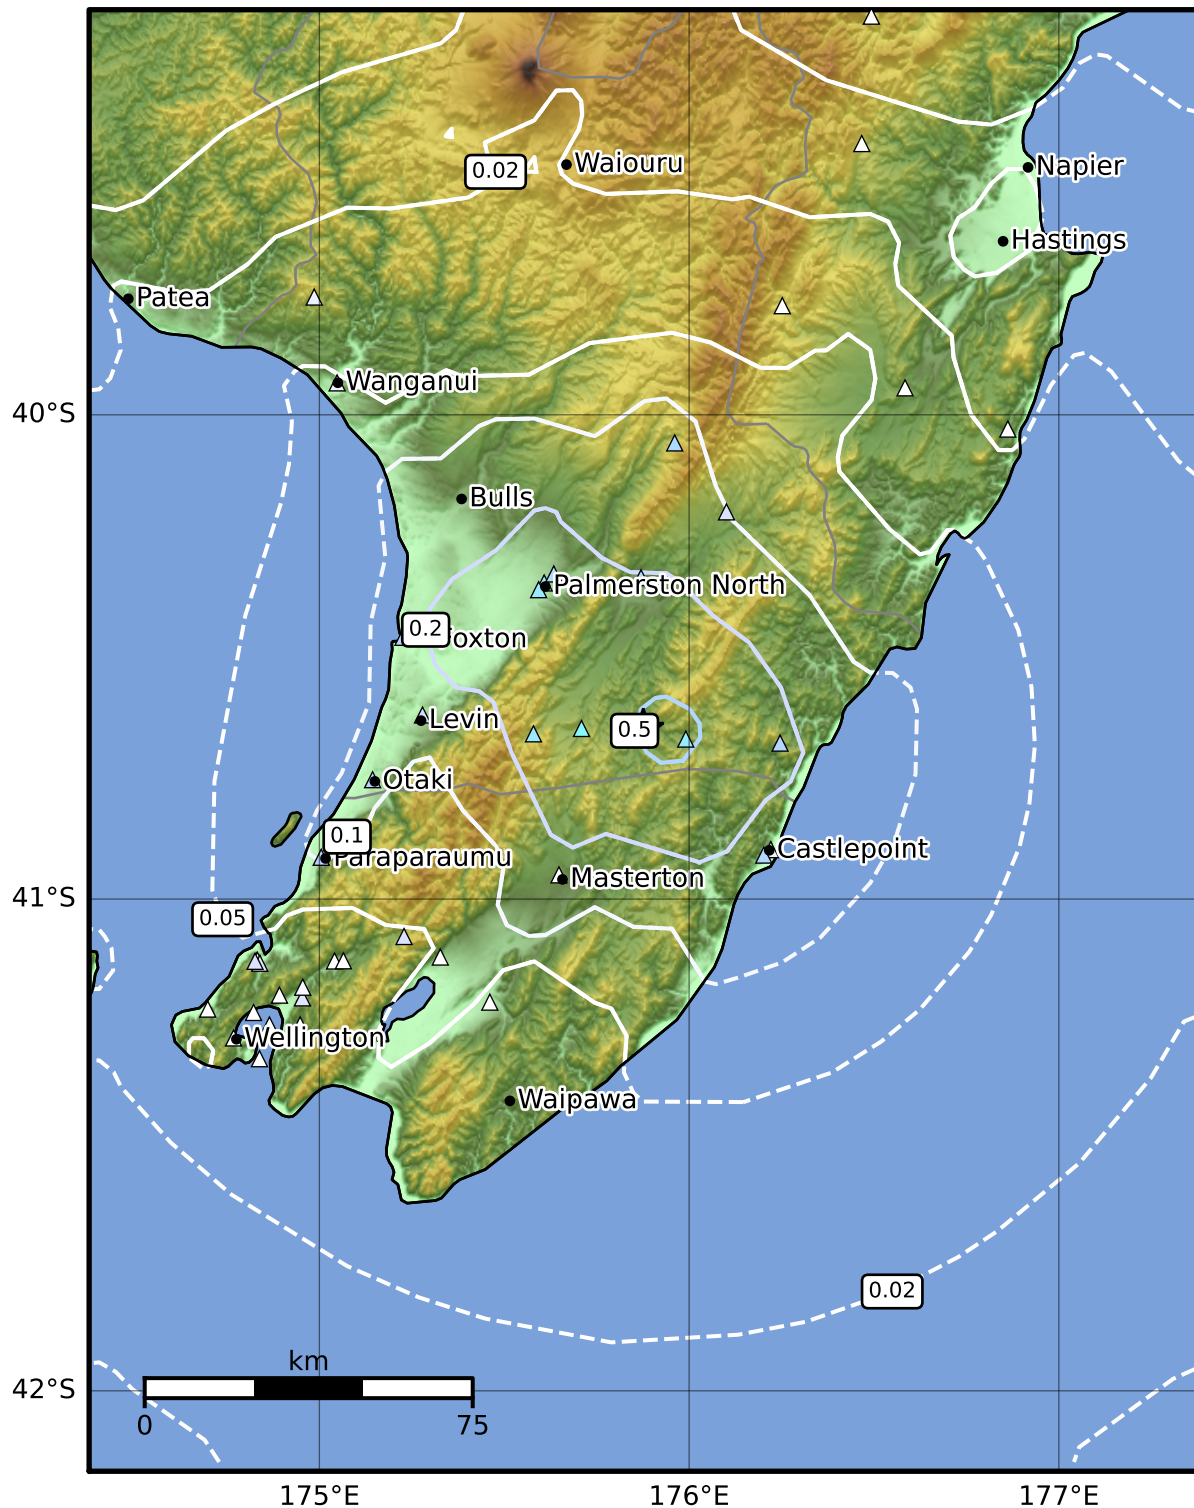 0.02
Waiouru
Napier
Hastings
Patea
Wanganui
40°S
Bulls
Palmerston North
0.2
oxton
Levin
0.5
Otaki
0.1
Paraparaumu
Castlepoint
Masterton
41°S
0.05
Wellington
Waipawa
0.02
km
42°S
0
75
175°E
176°E
177°E